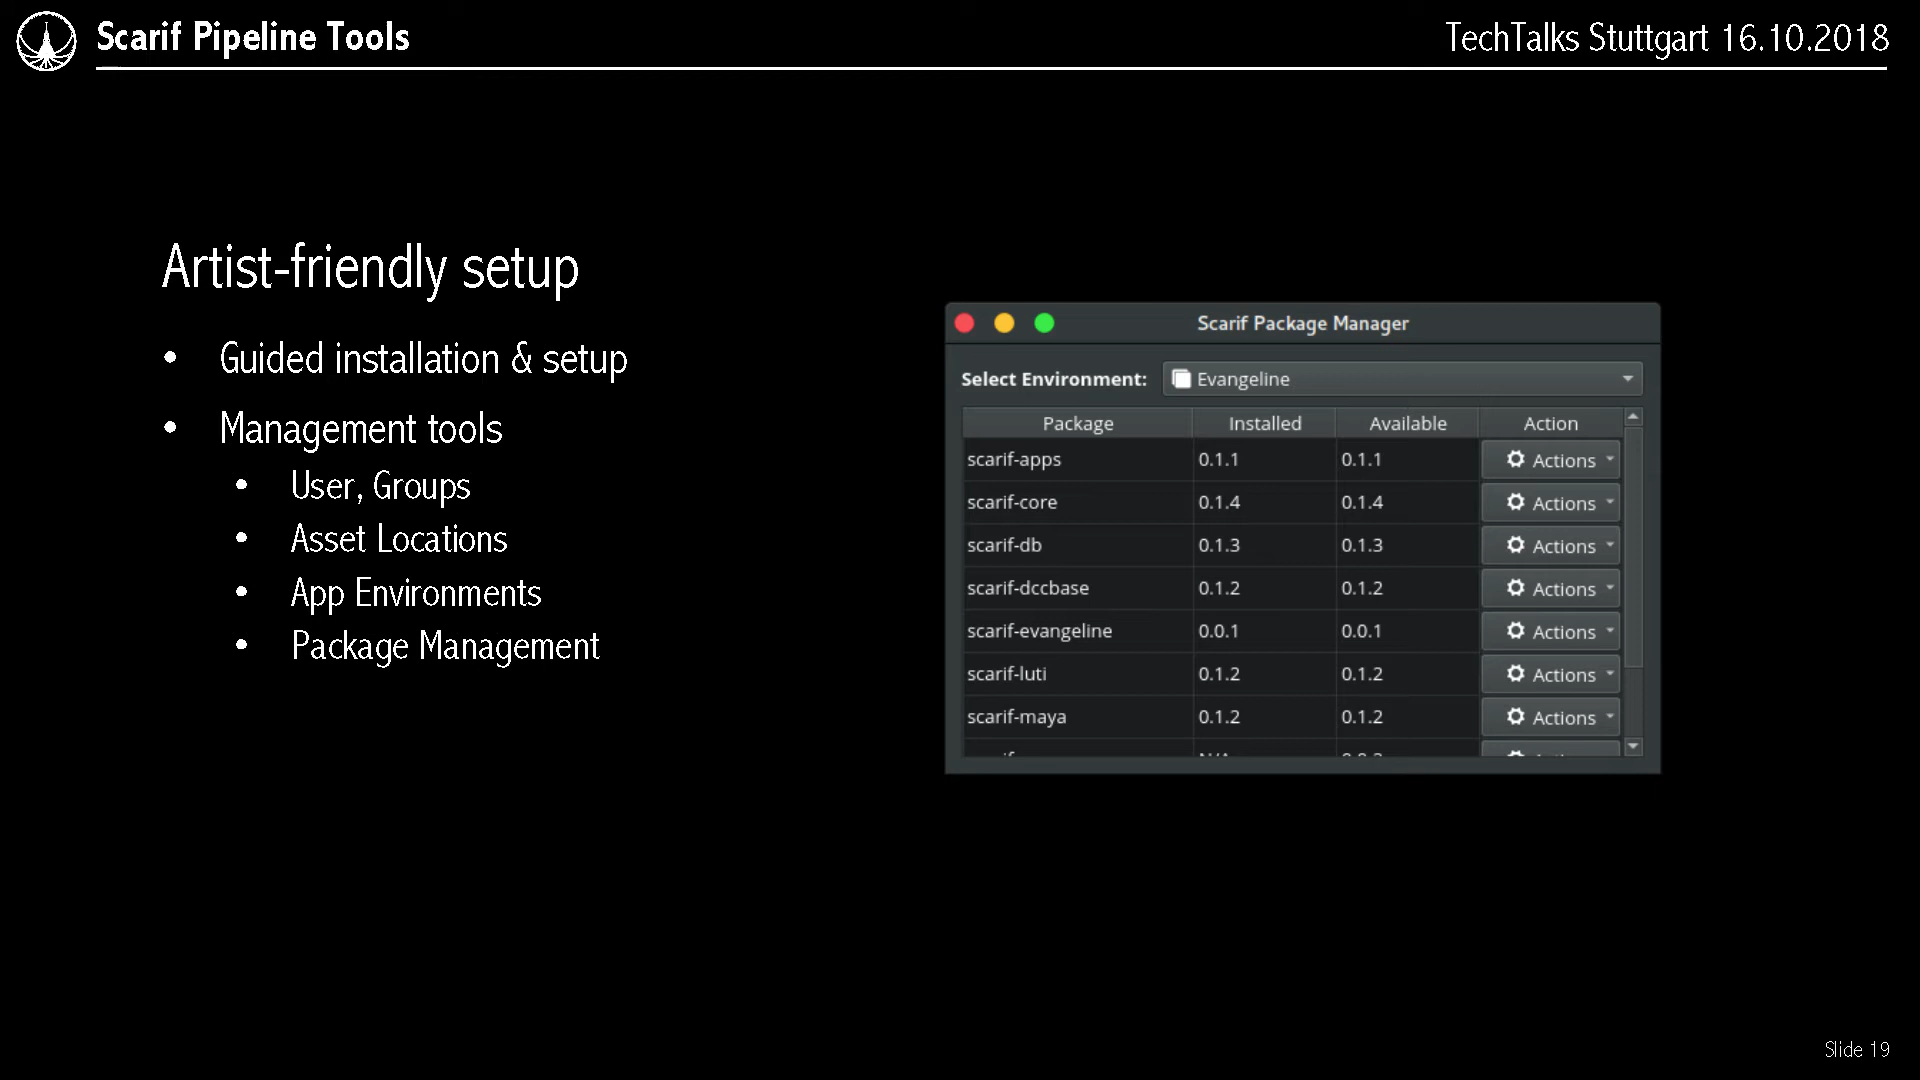 Scarif Pipeline Tools
TechTalks Stuttgart 16.10.2018
Artist-friendly setup
• Guided installation & setup
• Management tools
• User, Groups
• Asset Locations
• App Environments
• Package Management
Scarif Package Manager
Select Environment: Evangeline
Package Installed Available Action
scarif-apps 0.1.1 0.1.1 Actions
scarif-core 0.1.4 0.1.4 Actions
scarif-db 0.1.3 0.1.3 Actions
scarif-dccbase 0.1.2 0.1.2 Actions
scarif-evangeline 0.0.1 0.0.1 Actions
scarif-luti 0.1.2 0.1.2 Actions
scarif-maya 0.1.2 0.1.2 Actions
Slide 19